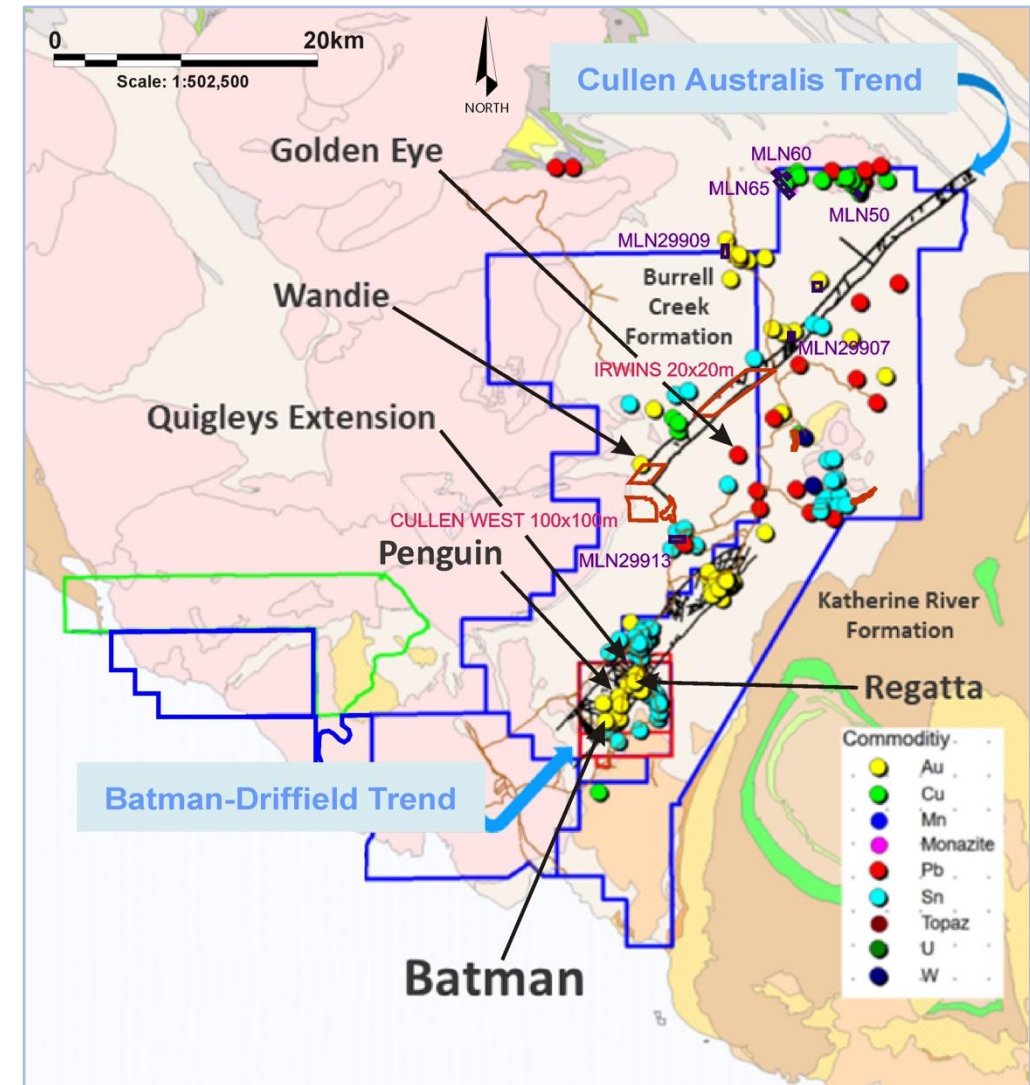 0 20km
Scale: 1:502,500
NORTH
Cullen Australis Trend
Golden Eye
MLN60
MLN65
MLN50
MLN29909
Wandie
Burrell
Creek
Formation
MLN29907
IRWINS 20x20m
Quigleys Extension
CULLEN WEST 100x100m
Penguin
MLN29913
Katherine River
Formation
Regatta
Commoditiy
Au
Cu
Mn
Monazite
Pb
Sn
Topaz
U
W
Batman-Driffield Trend
Batman